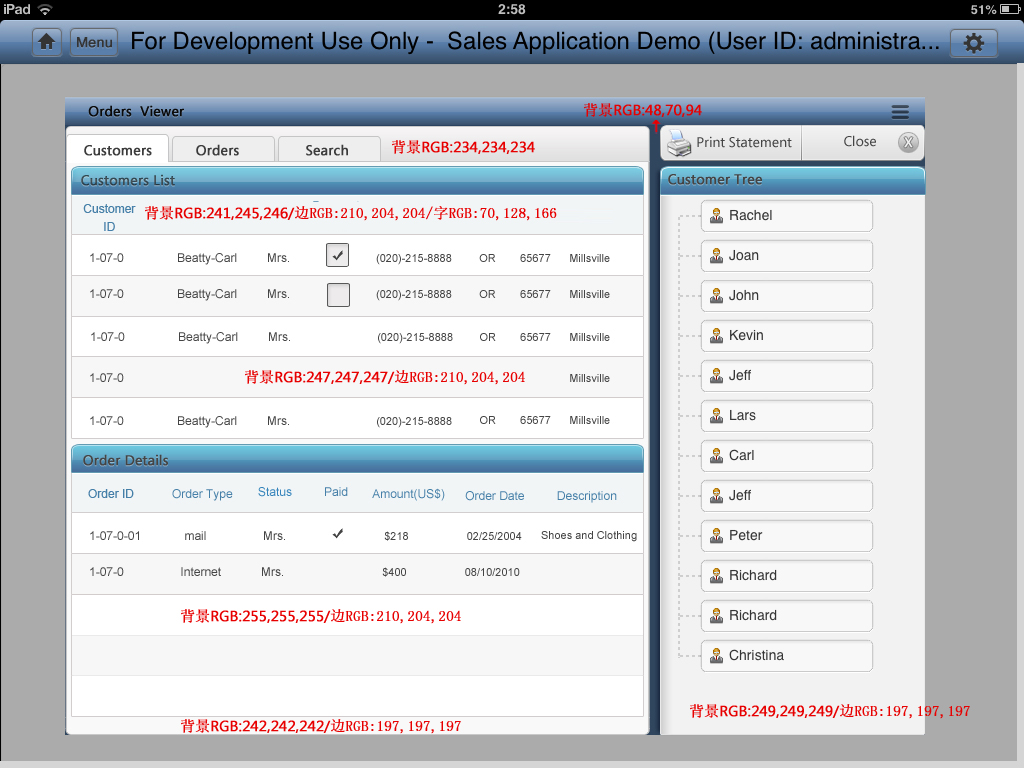 iPad 2:58 51%
Menu For Development Use Only - Sales Application Demo (User ID: administra...
Orders Viewer 背景RGB:48,70,94
Customers Orders Search 背景RGB:234,234,234
Print Statement Close X
Customers List
Customer ID 背景RGB:241,245,246/边RGB:210, 204, 204/字RGB:70, 128, 166
1-07-0 Beatty-Carl Mrs. (020)-215-8888 OR 65677 Millsville
1-07-0 Beatty-Carl Mrs. (020)-215-8888 OR 65677 Millsville
1-07-0 Beatty-Carl Mrs. (020)-215-8888 OR 65677 Millsville
1-07-0 背景RGB:247,247,247/边RGB:210, 204, 204 Millsville
1-07-0 Beatty-Carl Mrs. (020)-215-8888 OR 65677 Millsville
Order Details
Order ID Order Type Status Paid Amount(US$) Order Date Description
1-07-0-01 mail Mrs. $218 02/25/2004 Shoes and Clothing
1-07-0 Internet Mrs. $400 08/10/2010
背景RGB:255,255,255/边RGB:210, 204, 204
背景RGB:242,242,242/边RGB:197, 197, 197
Customer Tree
Rachel
Joan
John
Kevin
Jeff
Lars
Carl
Jeff
Peter
Richard
Richard
Christina
背景RGB:249,249,249/边RGB:197, 197, 197